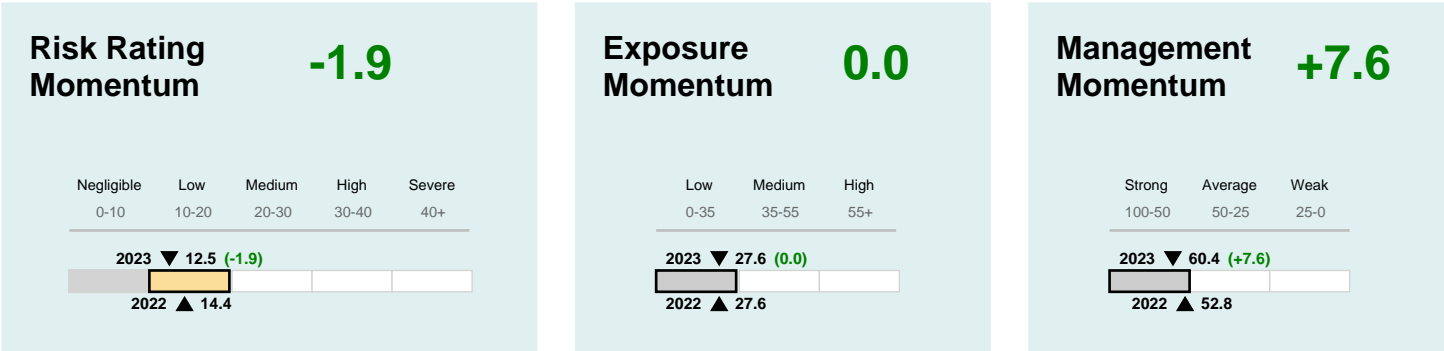 Risk Rating
Momentum
-1.9
Negligible Low Medium High Severe
0-10 10-20 20-30 30-40 40+
2023 ▼ 12.5 (-1.9)
2022 ▲ 14.4
Exposure
Momentum
0.0
Low Medium High
0-35 35-55 55+
2023 ▼ 27.6 (0.0)
2022 ▲ 27.6
Management
Momentum
+7.6
Strong Average Weak
100-50 50-25 25-0
2023 ▼ 60.4 (+7.6)
2022 ▲ 52.8